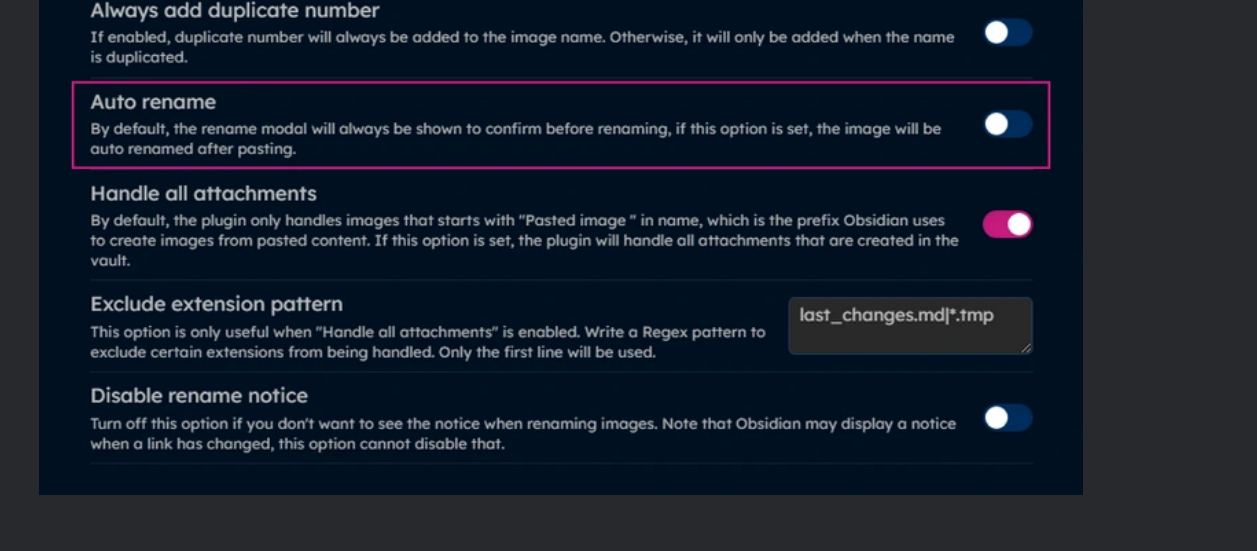 Always add duplicate number
If enabled, duplicate number will always be added to the image name. Otherwise, it will only be added when the name
is duplicated.
Auto rename
By default, the rename modal will always be shown to confirm before renaming, if this option is set, the image will be
auto renamed after pasting.
Handle all attachments
By default, the plugin only handles images that starts with "Pasted image " in name, which is the prefix Obsidian uses
to create images from pasted content. If this option is set, the plugin will handle all attachments that are created in the
vault.
Exclude extension pattern
This option is only useful when "Handle all attachments" is enabled. Write a Regex pattern to
exclude certain extensions from being handled. Only the first line will be used.
last_changes.md|*.tmp
Disable rename notice
Turn off this option if you don't want to see the notice when renaming images. Note that Obsidian may display a notice
when a link has changed, this option cannot disable that.